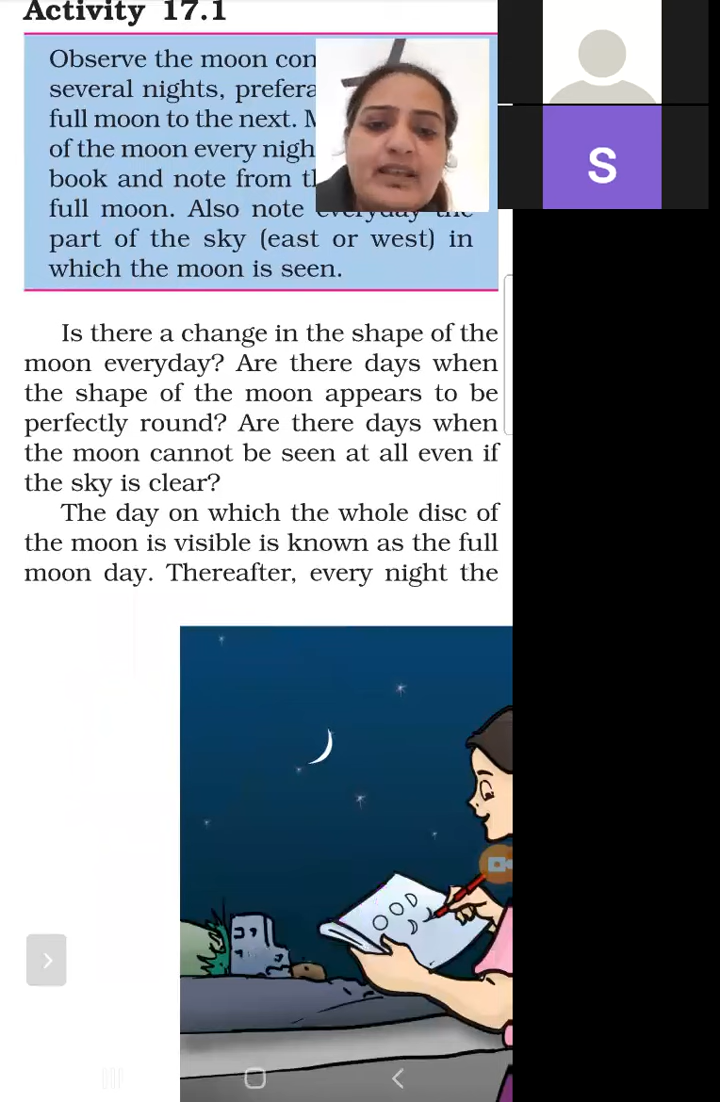 Activity 17.1
Observe the moon con
several nights, prefera
full moon to the next.
of the moon every nigh
book and note from t
full moon. Also note everyday the
part of the sky (east or west) in
which the moon is seen.
Is there a change in the shape of the
moon everyday? Are there days when
the shape of the moon appears to be
perfectly round? Are there days when
the moon cannot be seen at all even if
the sky is clear?
The day on which the whole disc of
the moon is visible is known as the full
moon day. Thereafter, every night the
S